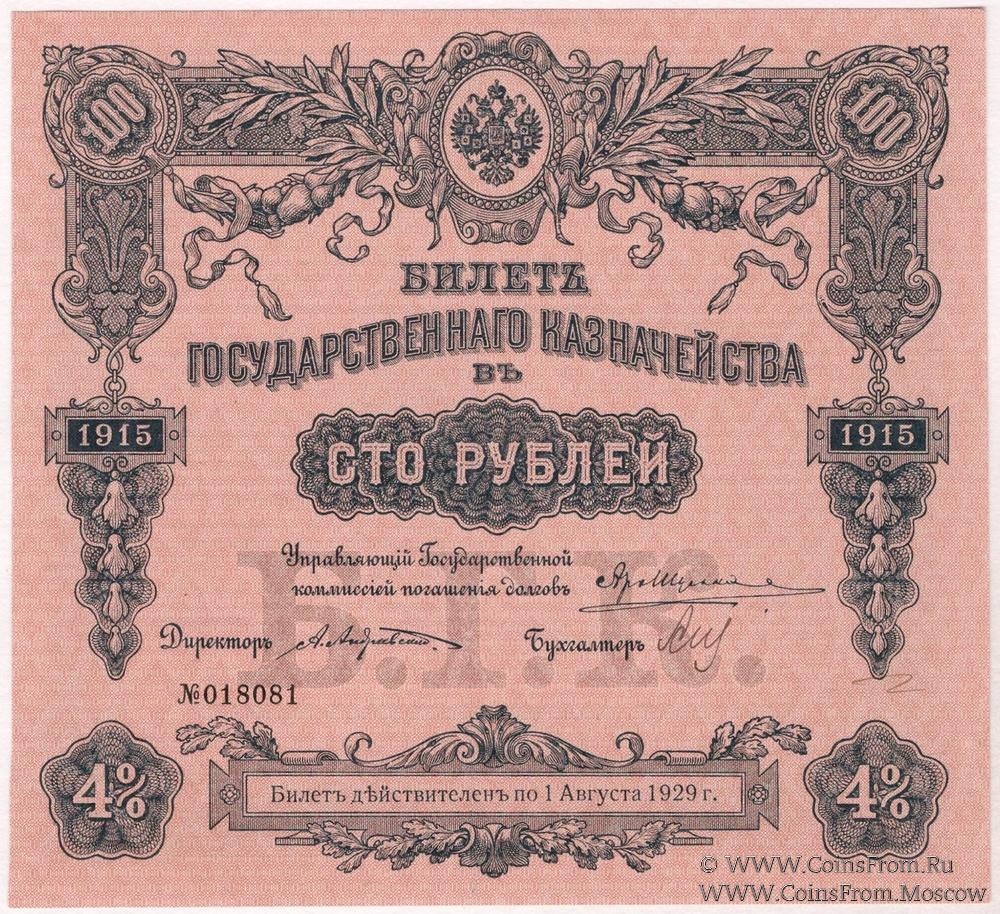 100 100
БИЛЕТЪ
ГОСУДАРСТВЕННАГО КАЗНАЧЕЙСТВА
ВЪ
1915 1915
СТО РУБЛЕЙ
Б.Г.К.
Управляющій Государственной
коммиссіей погашенія долговъ
Директоръ Бухгалтеръ
№018081
4% 4%
Билетъ дѣйствителенъ по 1 Августа 1929 г.
© WWW.CoinsFrom.Ru
WWW.CoinsFrom.Moscow